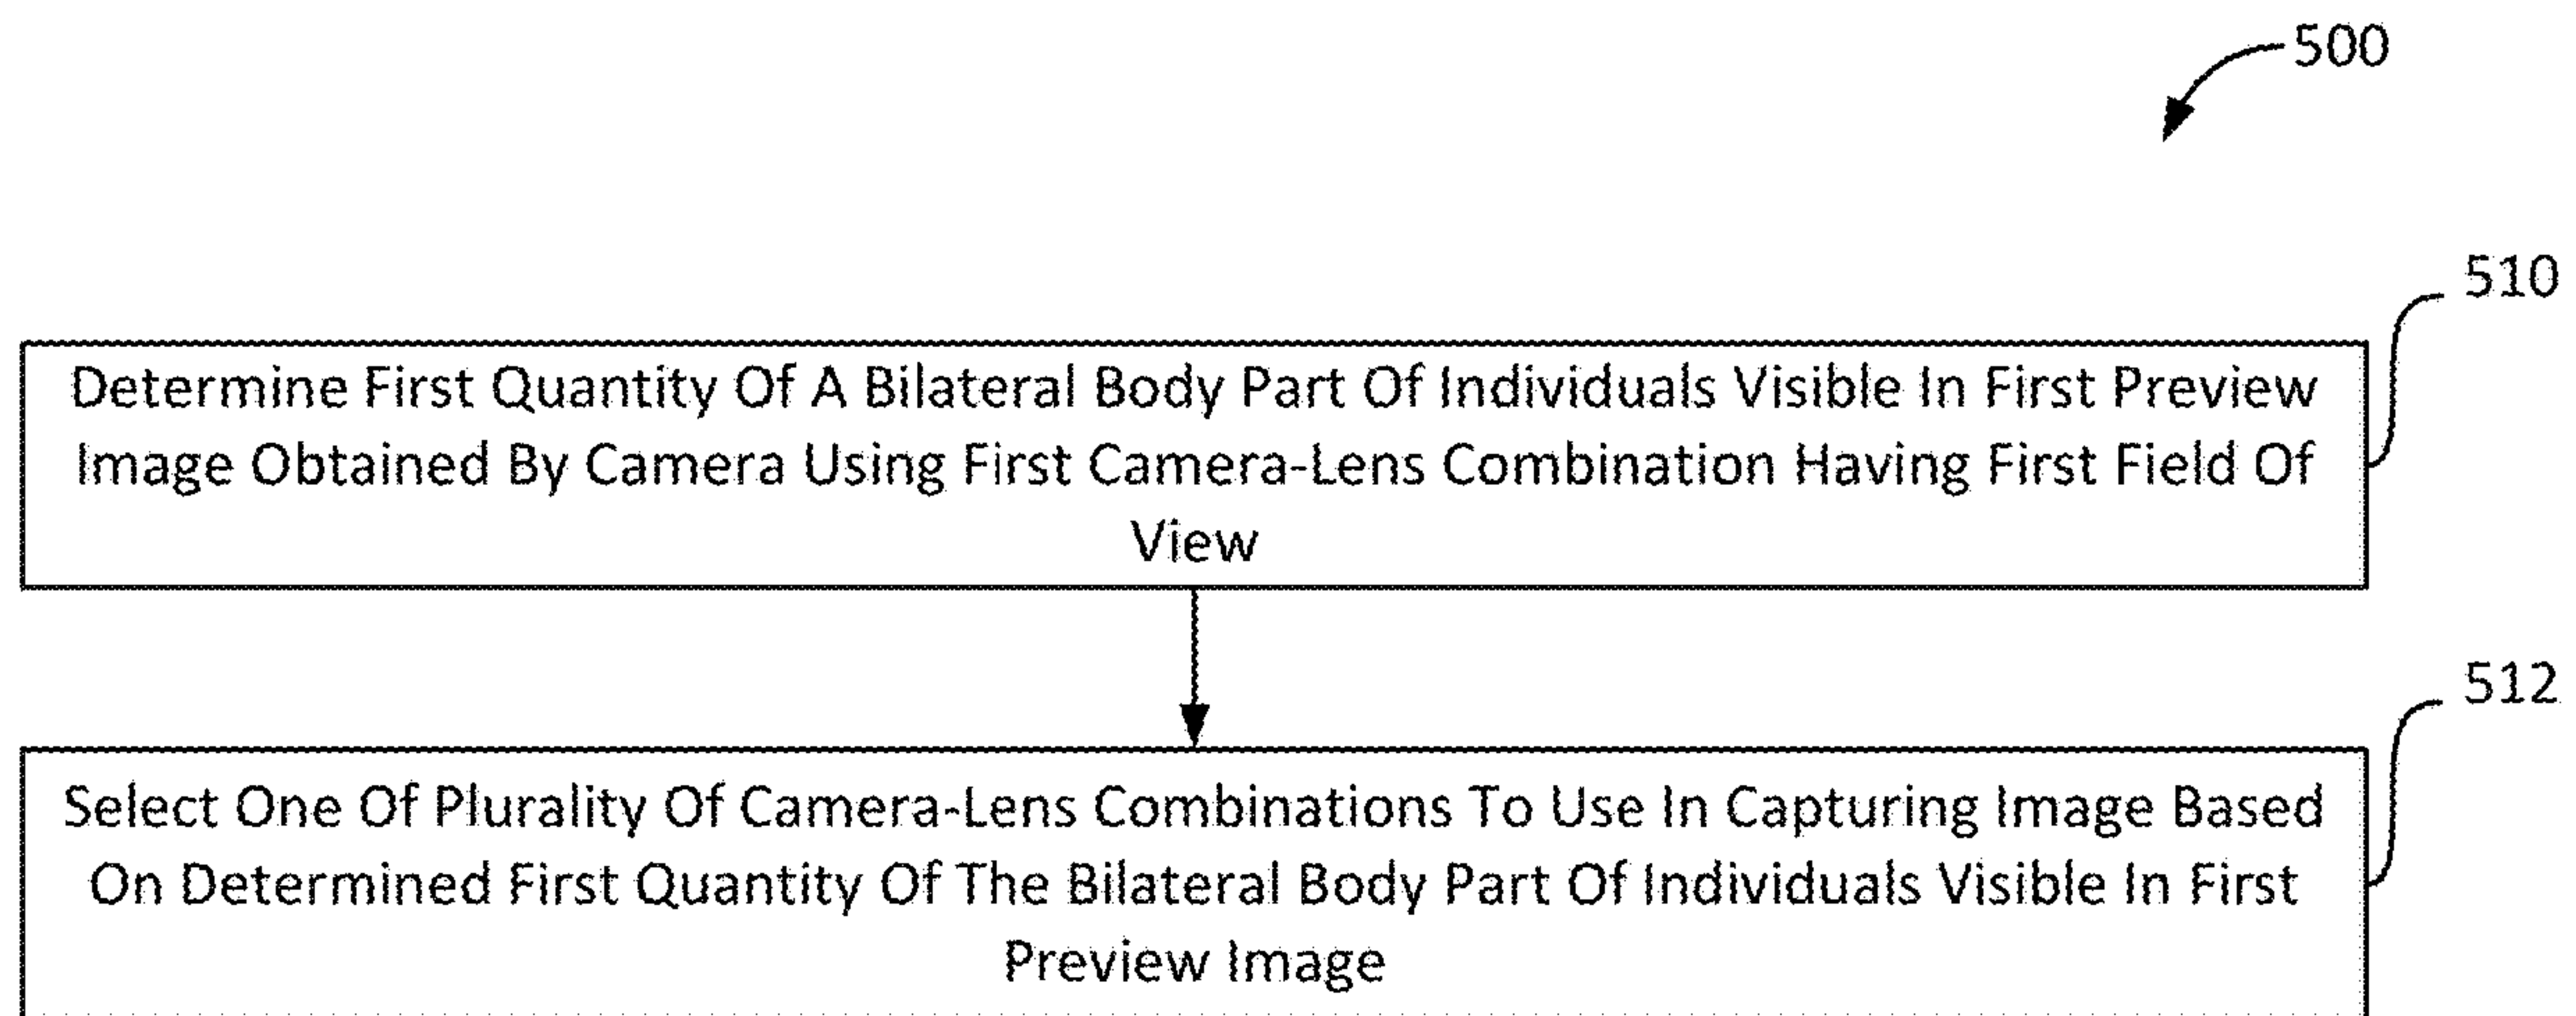 500
510
Determine First Quantity Of A Bilateral Body Part Of Individuals Visible In First Preview
Image Obtained By Camera Using First Camera-Lens Combination Having First Field Of
View
512
Select One Of Plurality Of Camera-Lens Combinations To Use In Capturing Image Based
On Determined First Quantity Of The Bilateral Body Part Of Individuals Visible In First
Preview Image